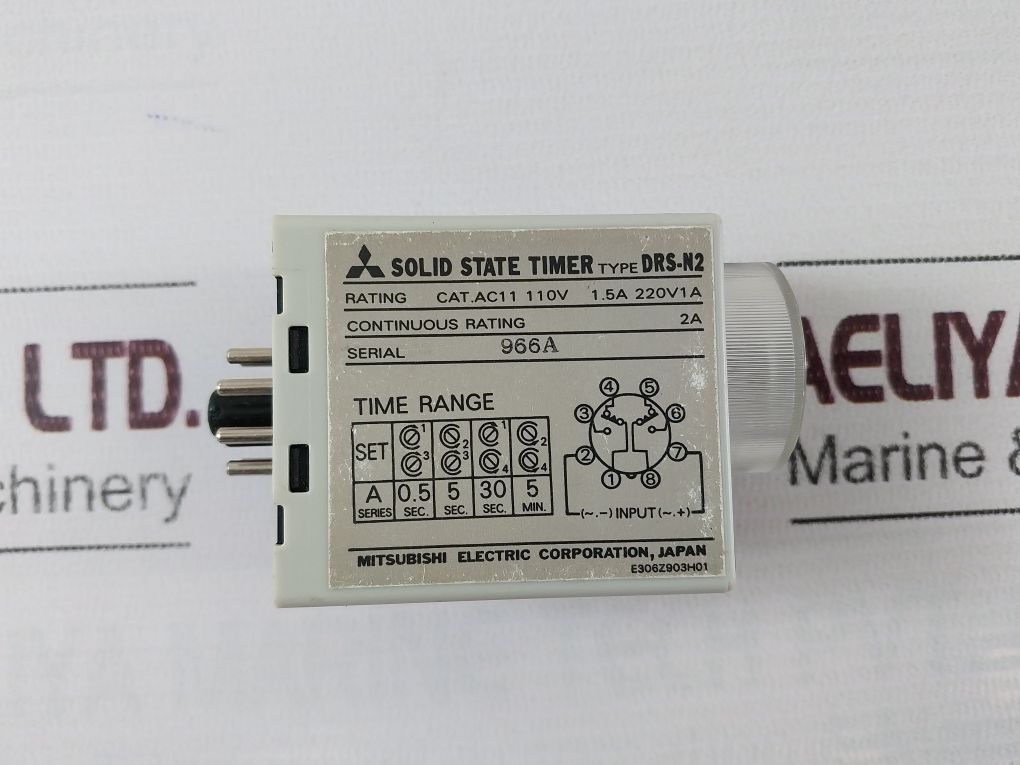 SOLID STATE TIMER TYPE DRS-N2
RATING CAT.AC11 110V 1.5A 220V1A
CONTINUOUS RATING 2A
SERIAL 966A
TIME RANGE
SET 1 3 2 3 1 4 2 4
A SERIES 0.5 SEC. 5 SEC. 30 SEC. 5 MIN.
4 5
3 6
2 7
1 8
(~.-) INPUT (~.+)
MITSUBISHI ELECTRIC CORPORATION, JAPAN
E306Z903H01
LTD.
chinery
AELIYA
Marine &